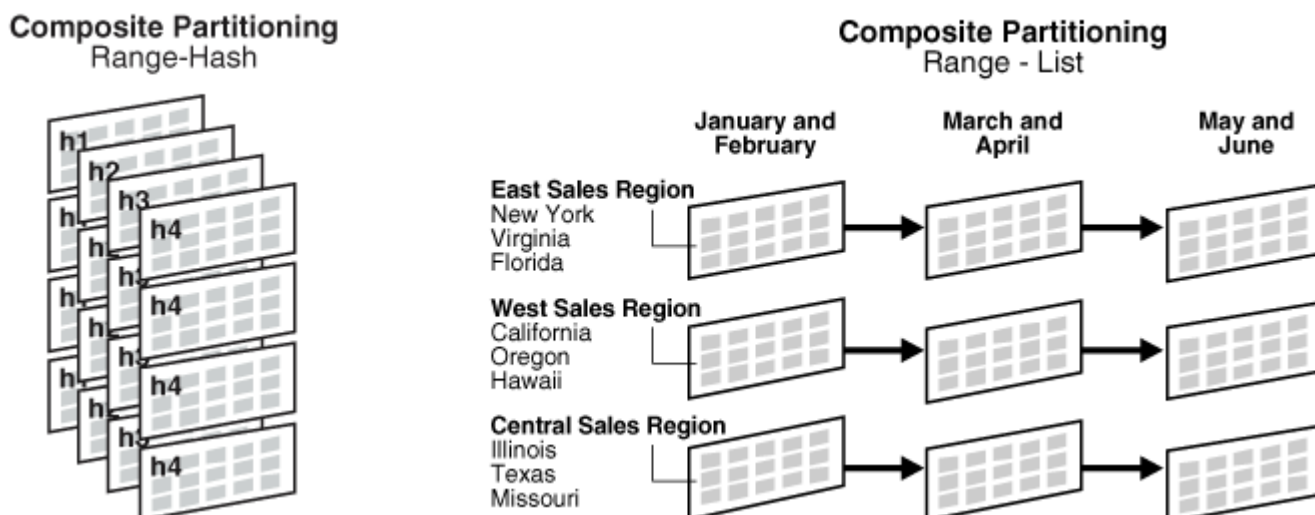 Composite Partitioning
Range-Hash
h1
h2
h3
h4
h4
h4
h4
Composite Partitioning
Range - List
January and
February
March and
April
May and
June
East Sales Region
New York
Virginia
Florida
West Sales Region
California
Oregon
Hawaii
Central Sales Region
Illinois
Texas
Missouri